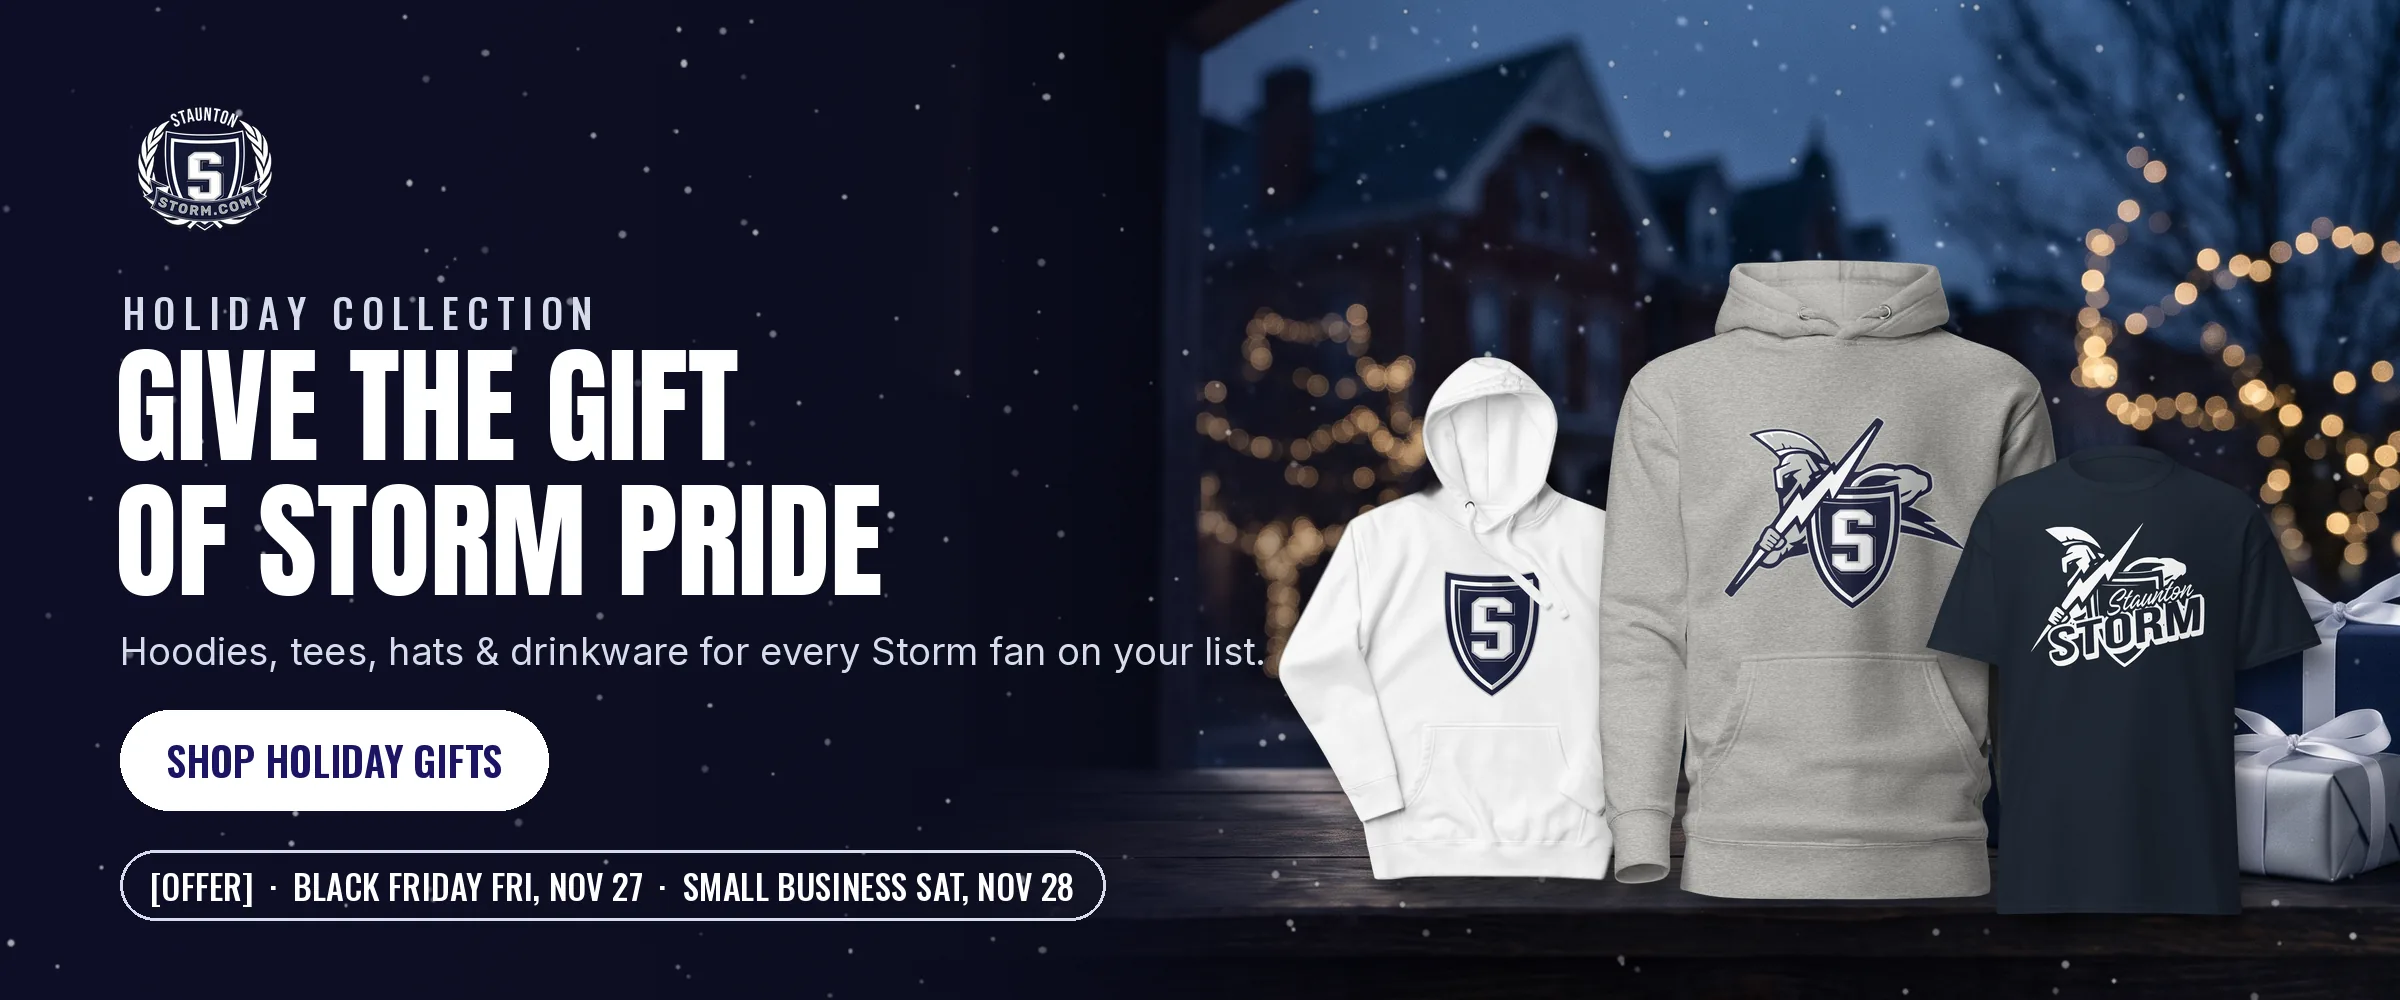 STAUNTON
S
STORM.COM
HOLIDAY COLLECTION
GIVE THE GIFT
OF STORM PRIDE
Hoodies, tees, hats & drinkware for every Storm fan on your list.
SHOP HOLIDAY GIFTS
[OFFER] · BLACK FRIDAY FRI, NOV 27 · SMALL BUSINESS SAT, NOV 28
S
S
Staunton
STORM